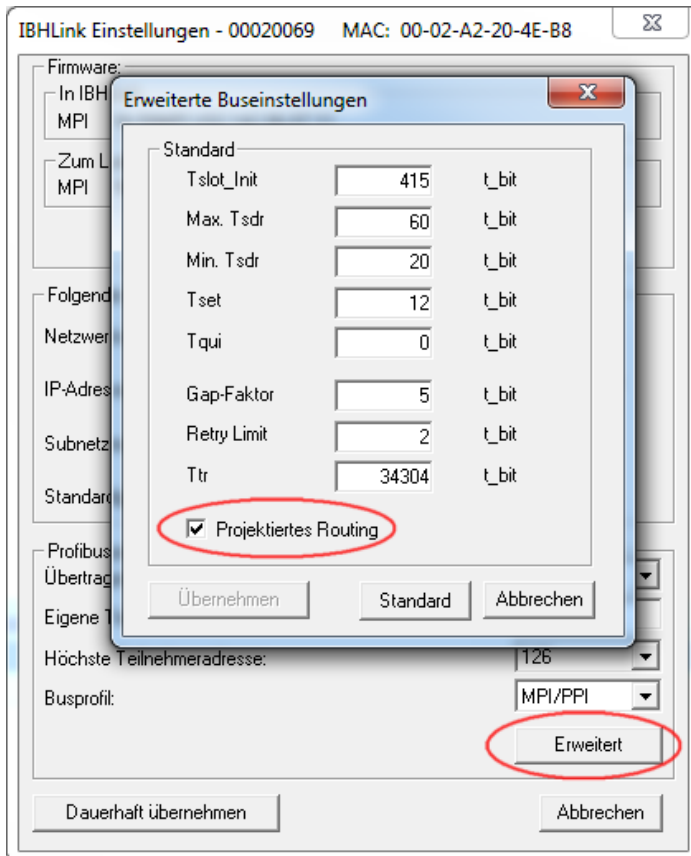 IBHLink Einstellungen - 00020069 MAC: 00-02-A2-20-4E-B8
Firmware:
In IBH
MPI
Zum L
MPI
Erweiterte Buseinstellungen
Standard
Tslot_Init 415 t_bit
Max. Tsdr 60 t_bit
Min. Tsdr 20 t_bit
Tset 12 t_bit
Tqui 0 t_bit
Gap-Faktor 5 t_bit
Retry Limit 2 t_bit
Ttr 34304 t_bit
Projektiertes Routing
Übernehmen Standard Abbrechen
Folgend
Netzwer
IP-Adres
Subnetz
Standard
Profibus
Übertrag
Eigene T
Höchste Teilnehmeradresse: 126
Busprofil: MPI/PPI
Erweitert
Dauerhaft übernehmen Abbrechen